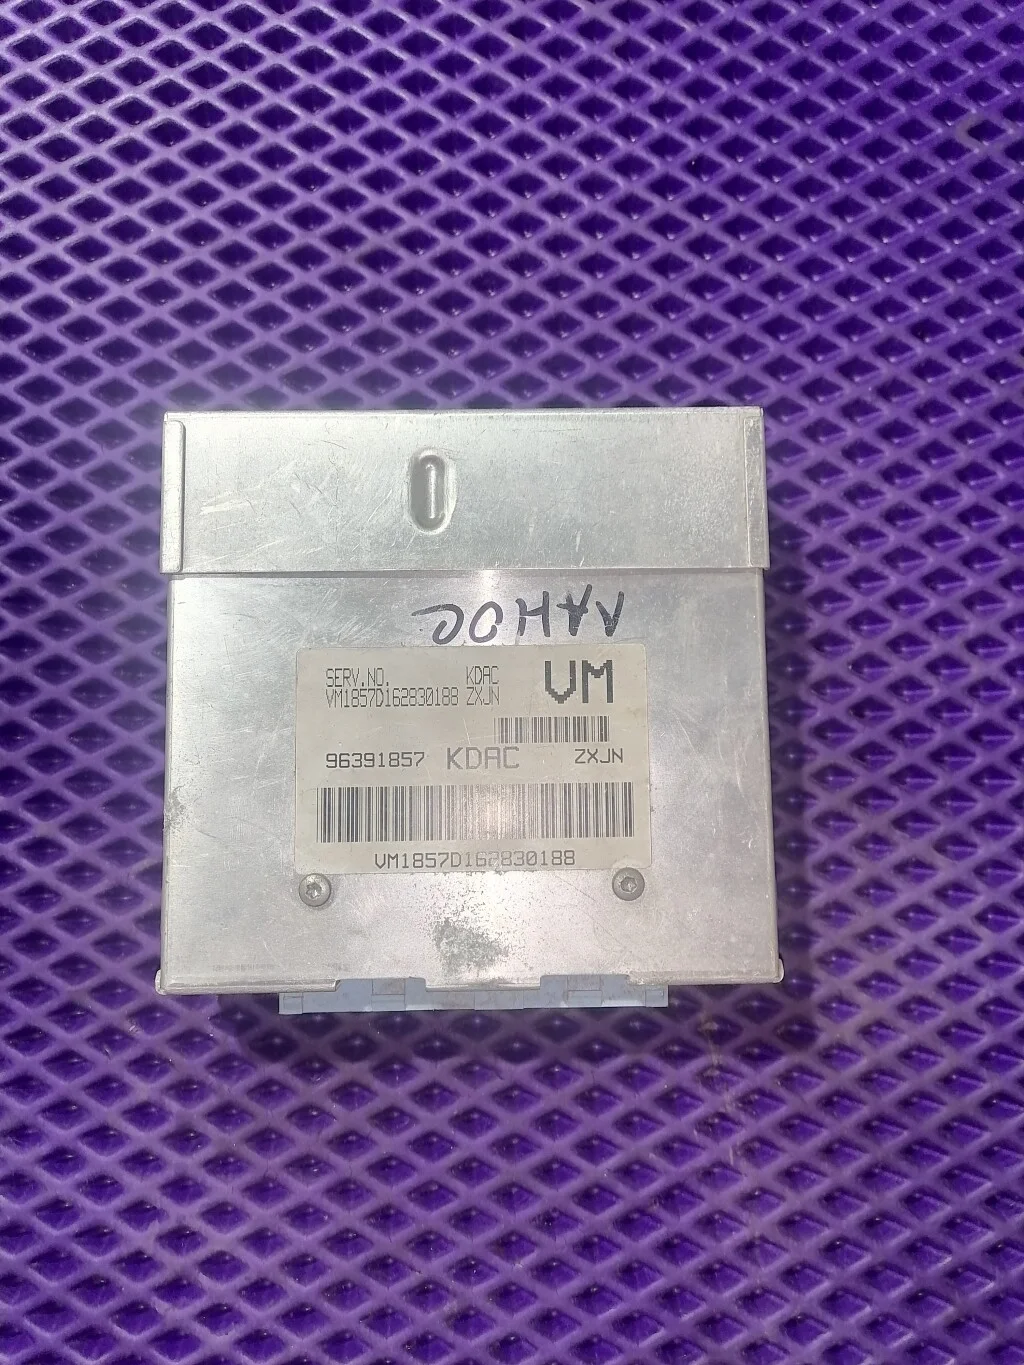 ЛАНОС
SERV.NO. KDAC VM
VM1857D162830188 ZXJN
96391857 KDAC ZXJN
VM1857D162830188